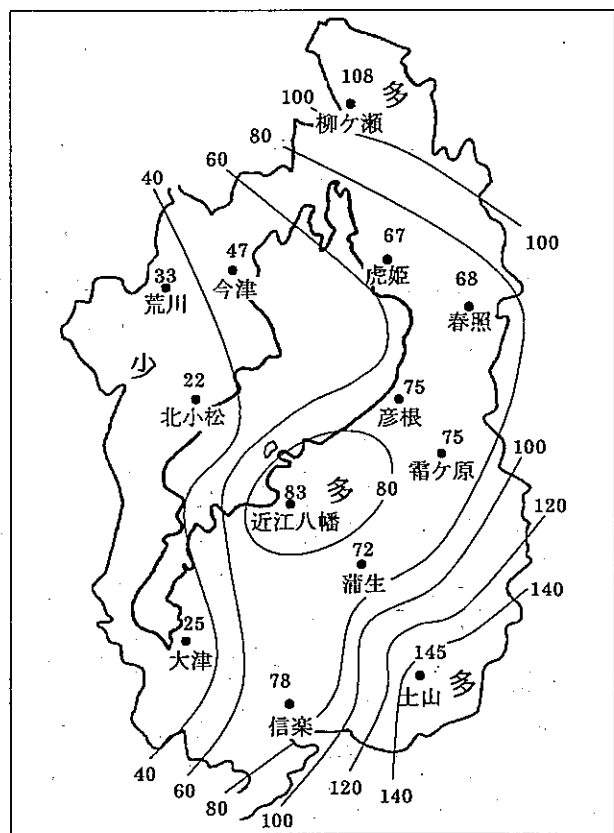 108
多
100
柳ケ瀬
80
60
40
100
67
47
虎姫
33
今津
68
荒川
春照
小
22
75
北小松
彦根
75
100
霜ケ原
多
80
83
120
近江八幡
72
140
蒲生
25
145
大津
78
土山
多
信楽
40
60
120
80
140
100